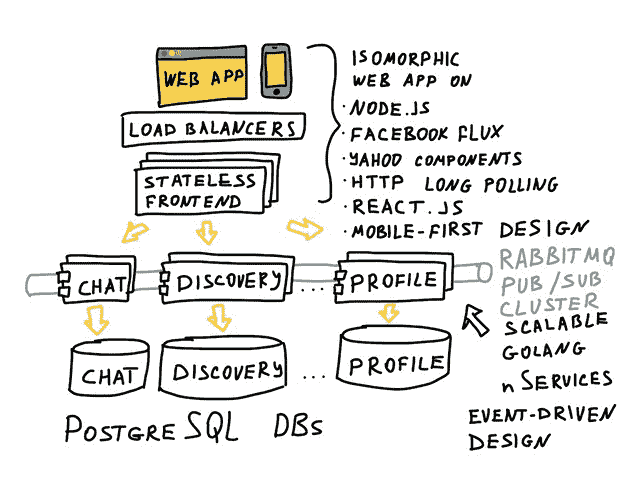 WEB APP
LOAD BALANCERS
STATELESS
FRONTEND
ISOMORPHIC
WEB APP ON
· NODE.JS
· FACEBOOK FLUX
· YAHOO COMPONENTS
· HTTP LONG POLLING
· REACT.JS
· MOBILE-FIRST DESIGN
CHAT
DISCOVERY
...
PROFILE
RABBITMQ
PUB/SUB
CLUSTER
SCALABLE
GOLANG
n SERVICES
EVENT-DRIVEN
DESIGN
CHAT
DISCOVERY
...
PROFILE
POSTGRESQL DBs